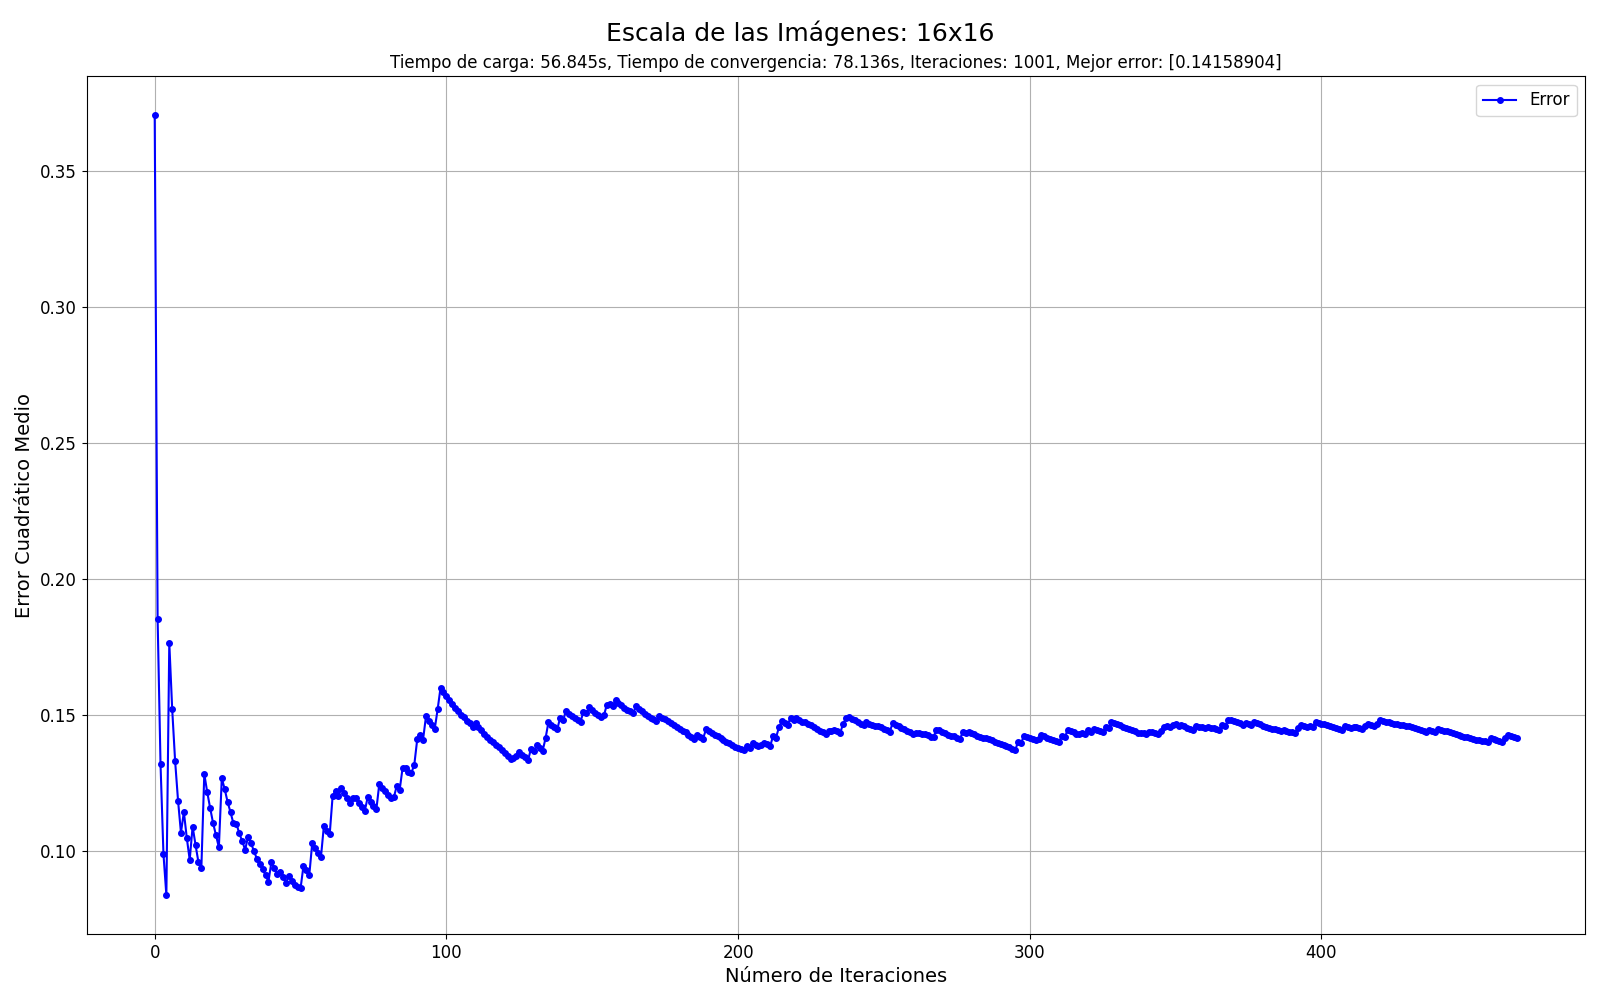 Escala de las Imágenes: 16x16
Tiempo de carga: 56.845s, Tiempo de convergencia: 78.136s, Iteraciones: 1001, Mejor error: [0.14158904]
Error
0.35
0.30
0.25
0.20
0.15
0.10
Error Cuadrático Medio
0 100 200 300 400
Número de Iteraciones